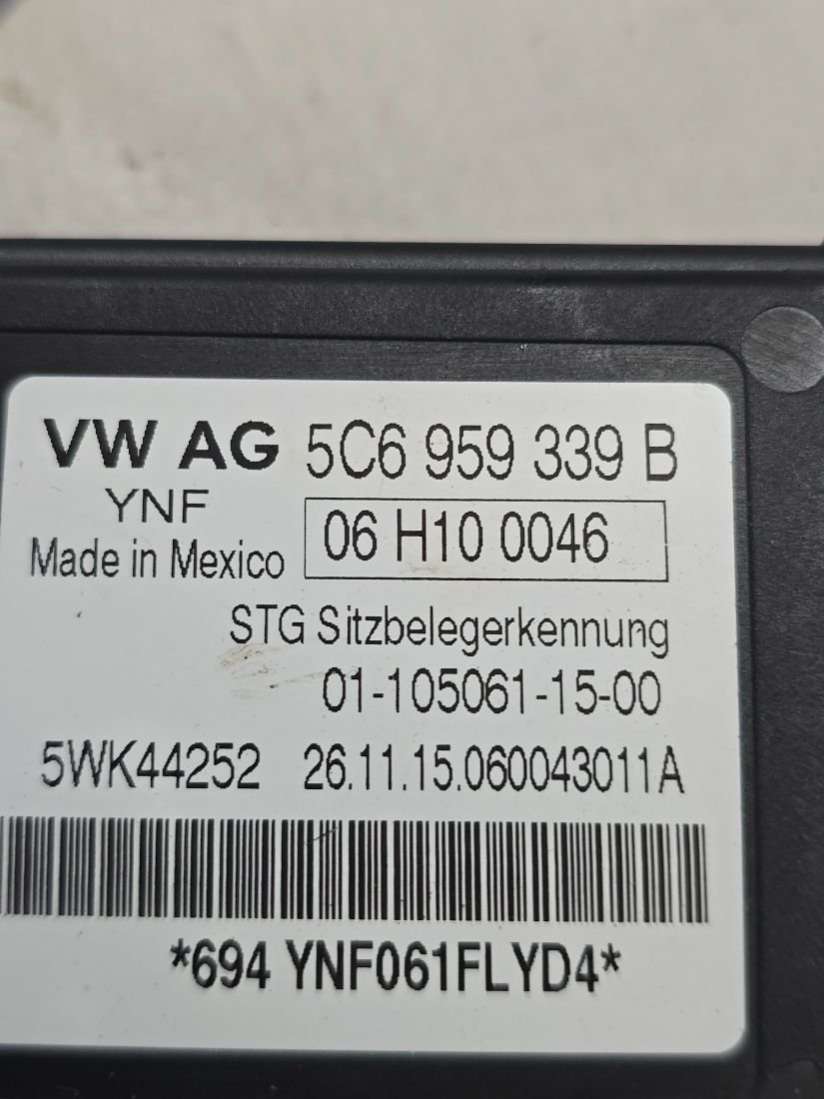 VW AG 5C6 959 339 B
YNF
06 H10 0046
Made in Mexico
STG Sitzbelegerkennung
01-105061-15-00
5WK44252 26.11.15.060043011A
*694 YNF061FLYD4*